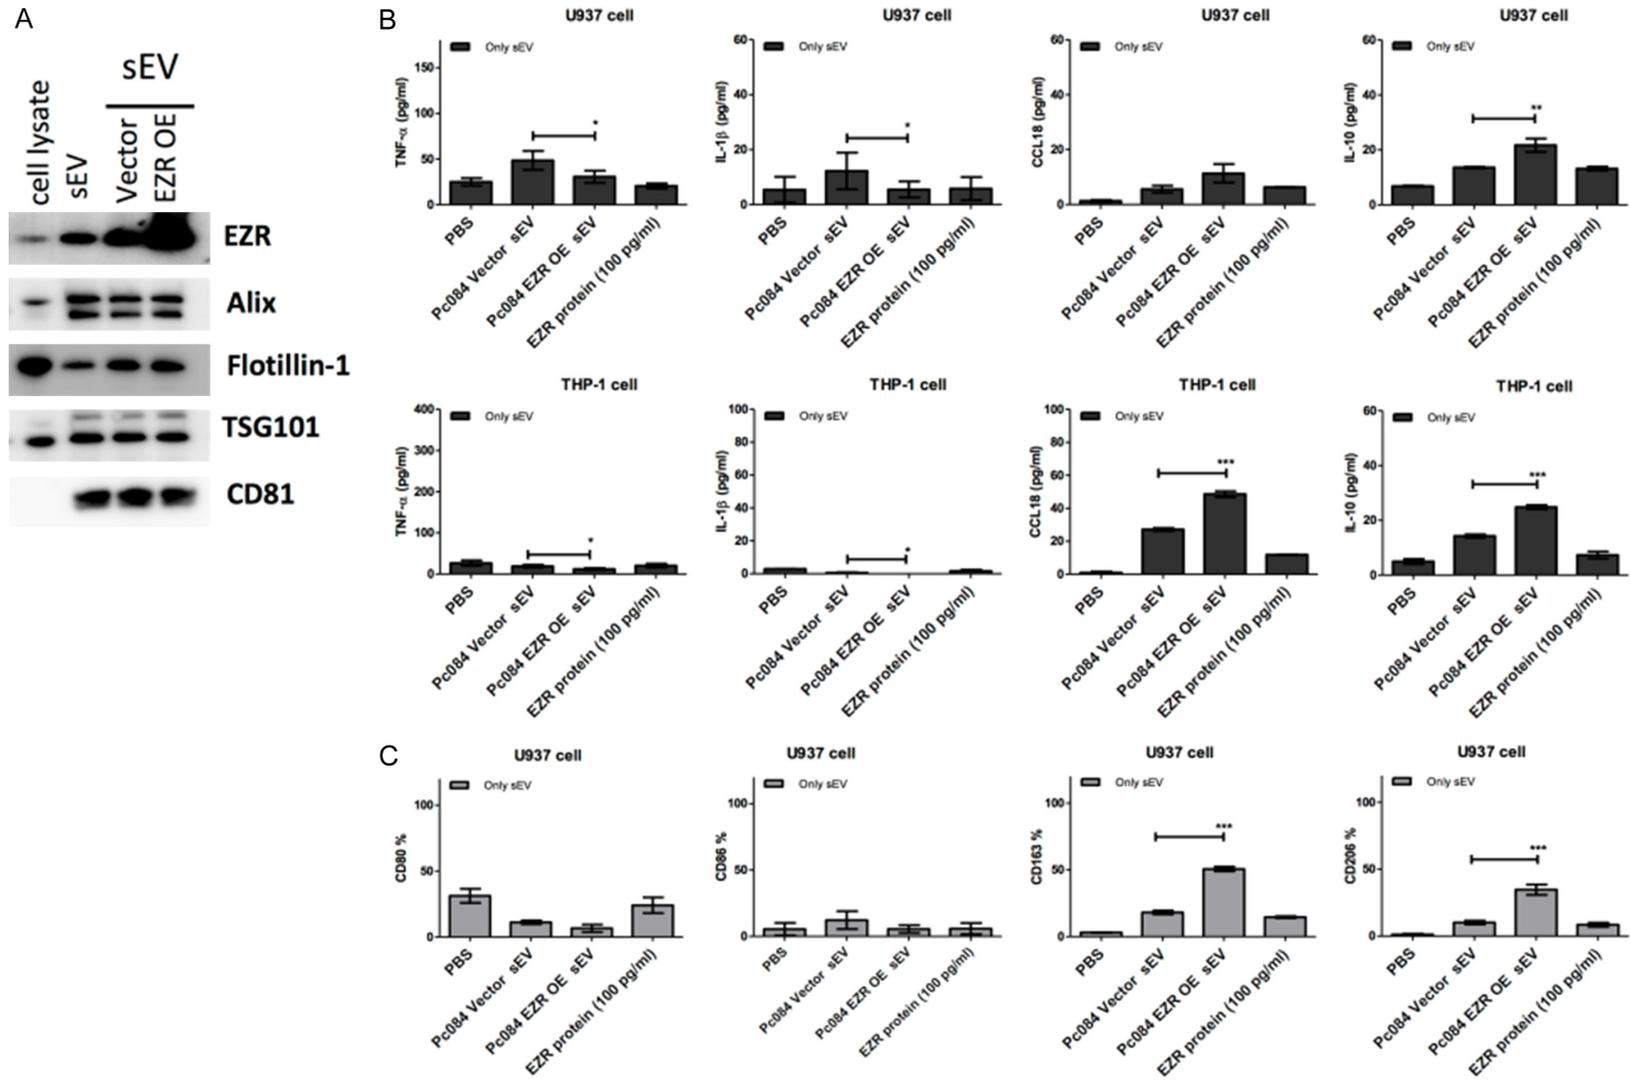 A
sEV
cell lysate
sEV
Vector
EZR OE
EZR
Alix
Flotillin-1
TSG101
CD81
B
U937 cell
Only sEV
TNF-α (pg/ml)
150
100
50
0
PBS
Pc084 Vector sEV
Pc084 EZR OE sEV
EZR protein (100 pg/ml)
*
U937 cell
Only sEV
IL-1β (pg/ml)
60
40
20
0
PBS
Pc084 Vector sEV
Pc084 EZR OE sEV
EZR protein (100 pg/ml)
*
U937 cell
Only sEV
CCL18 (pg/ml)
60
40
20
0
PBS
Pc084 Vector sEV
Pc084 EZR OE sEV
EZR protein (100 pg/ml)
U937 cell
Only sEV
IL-10 (pg/ml)
60
40
20
0
PBS
Pc084 Vector sEV
Pc084 EZR OE sEV
EZR protein (100 pg/ml)
**
THP-1 cell
Only sEV
TNF-α (pg/ml)
400
300
200
100
0
PBS
Pc084 Vector sEV
Pc084 EZR OE sEV
EZR protein (100 pg/ml)
*
THP-1 cell
Only sEV
IL-1β (pg/ml)
100
80
60
40
20
0
PBS
Pc084 Vector sEV
Pc084 EZR OE sEV
EZR protein (100 pg/ml)
*
THP-1 cell
Only sEV
CCL18 (pg/ml)
100
80
60
40
20
0
PBS
Pc084 Vector sEV
Pc084 EZR OE sEV
EZR protein (100 pg/ml)
***
THP-1 cell
Only sEV
IL-10 (pg/ml)
60
40
20
0
PBS
Pc084 Vector sEV
Pc084 EZR OE sEV
EZR protein (100 pg/ml)
***
C
U937 cell
Only sEV
CD80 %
100
50
0
PBS
Pc084 Vector sEV
Pc084 EZR OE sEV
EZR protein (100 pg/ml)
U937 cell
Only sEV
CD86 %
100
50
0
PBS
Pc084 Vector sEV
Pc084 EZR OE sEV
EZR protein (100 pg/ml)
U937 cell
Only sEV
CD163 %
100
50
0
PBS
Pc084 Vector sEV
Pc084 EZR OE sEV
EZR protein (100 pg/ml)
***
U937 cell
Only sEV
CD206 %
100
50
0
PBS
Pc084 Vector sEV
Pc084 EZR OE sEV
EZR protein (100 pg/ml)
***